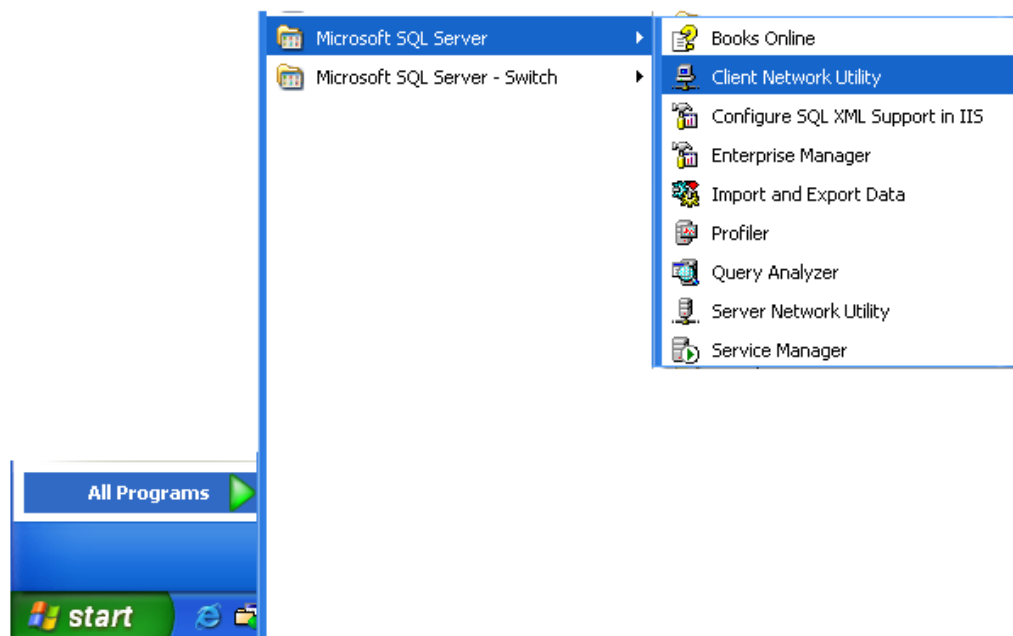 Microsoft SQL Server
Microsoft SQL Server - Switch
Books Online
Client Network Utility
Configure SQL XML Support in IIS
Enterprise Manager
Import and Export Data
Profiler
Query Analyzer
Server Network Utility
Service Manager
All Programs
start